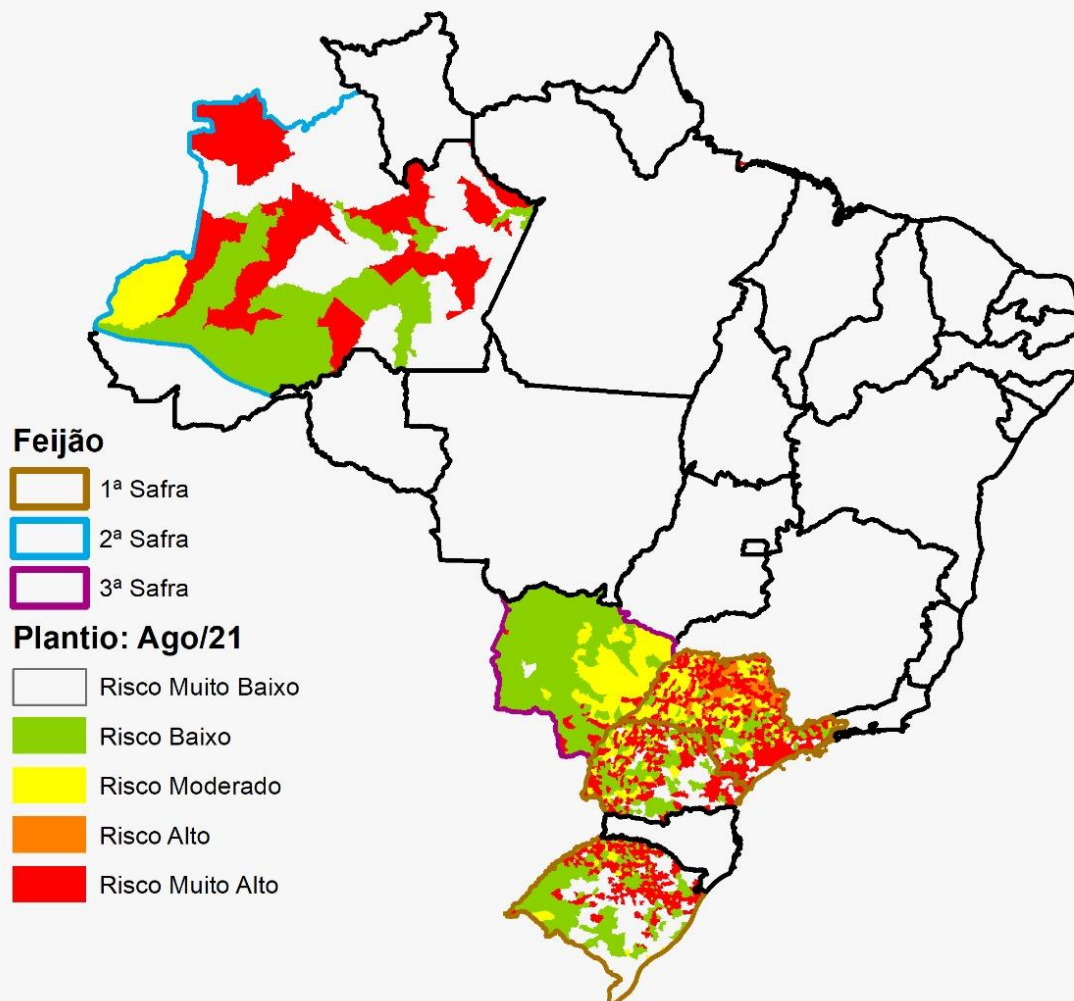 Feijão
1ª Safra
2ª Safra
3ª Safra
Plantio: Ago/21
Risco Muito Baixo
Risco Baixo
Risco Moderado
Risco Alto
Risco Muito Alto